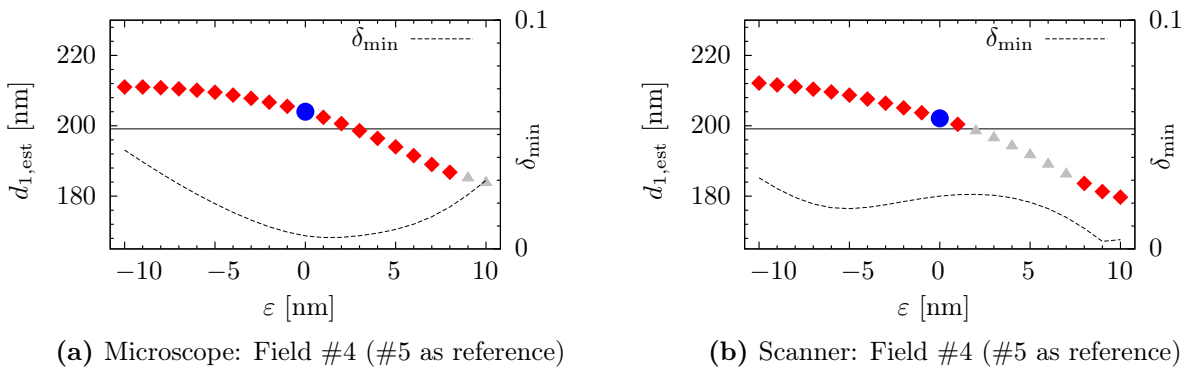 220
200
180
d1,est [nm]
δmin
0.1
δmin
0
−10
−5
0
5
10
ε [nm]
(a) Microscope: Field #4 (#5 as reference)
220
200
180
d1,est [nm]
δmin
0.1
δmin
0
−10
−5
0
5
10
ε [nm]
(b) Scanner: Field #4 (#5 as reference)